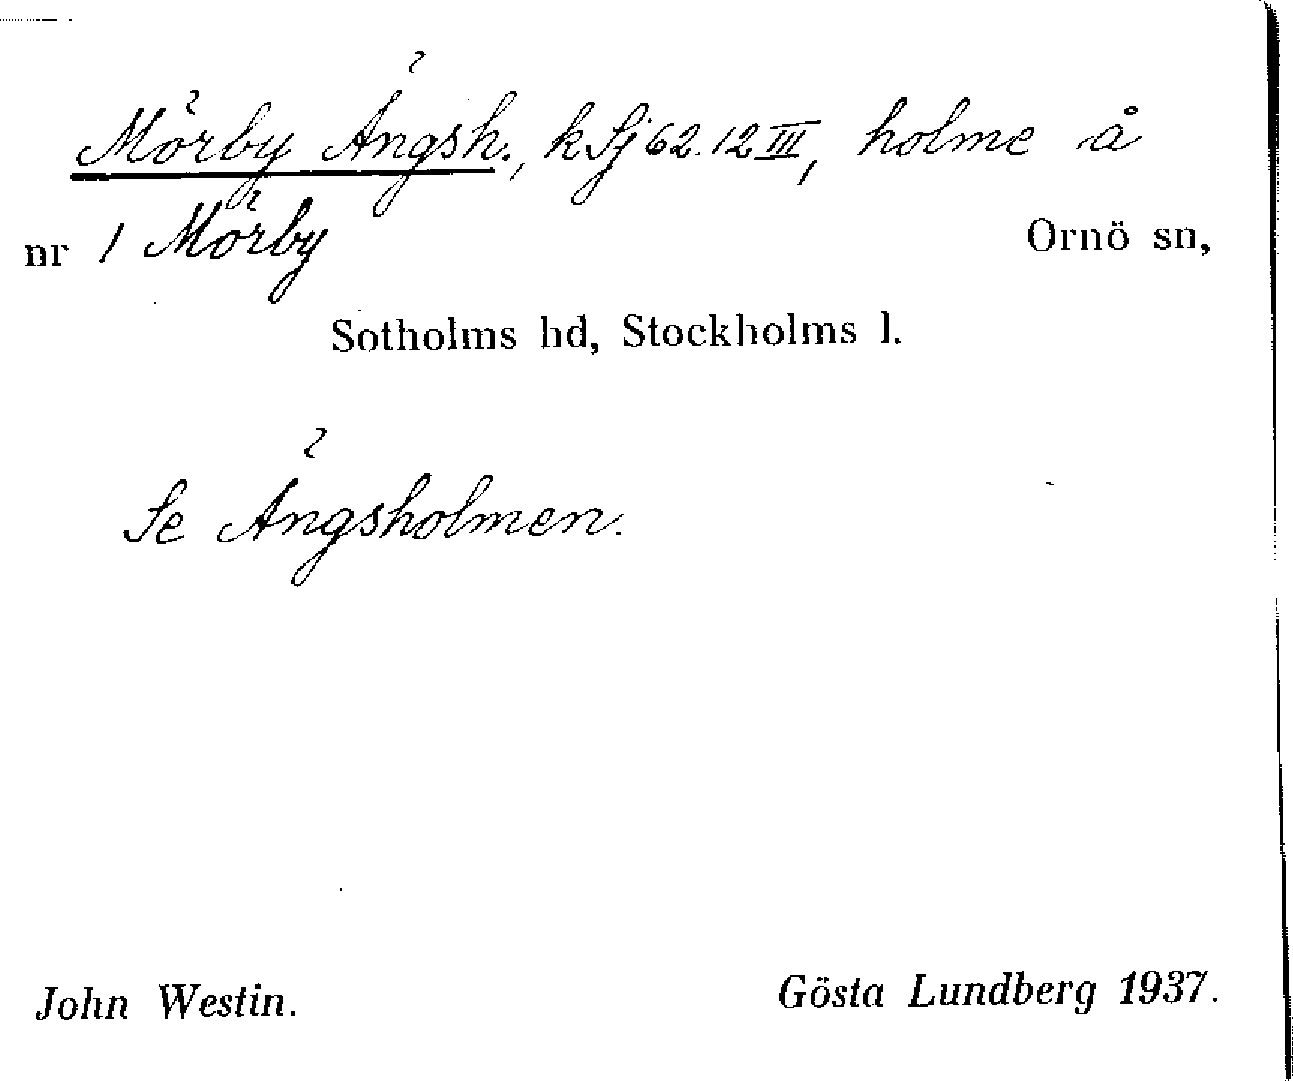 Mörby Ängsh., k Sj 62.12 III, holme å
nr 1 Mörby Ornö sn,
Sotholms hd, Stockholms l.
Se Ängsholmen.
John Westin. Gösta Lundberg 1937.